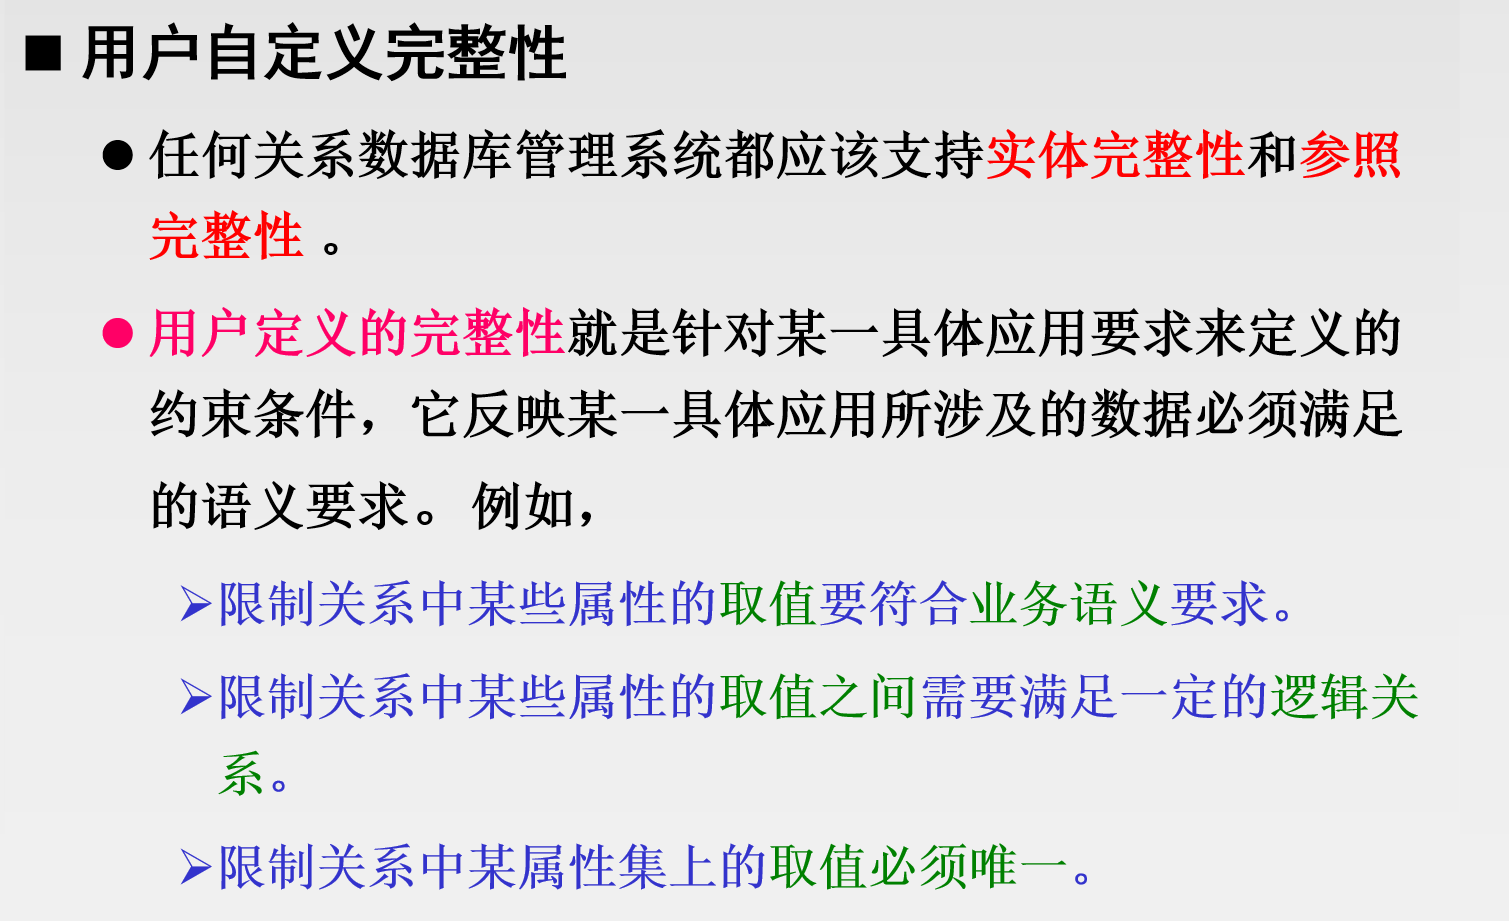 ■ 用户自定义完整性
● 任何关系数据库管理系统都应该支持实体完整性和参照
完整性 。
● 用户定义的完整性就是针对某一具体应用要求来定义的
约束条件，它反映某一具体应用所涉及的数据必须满足
的语义要求。例如，
➢限制关系中某些属性的取值要符合业务语义要求。
➢限制关系中某些属性的取值之间需要满足一定的逻辑关
系。
➢限制关系中某属性集上的取值必须唯一。